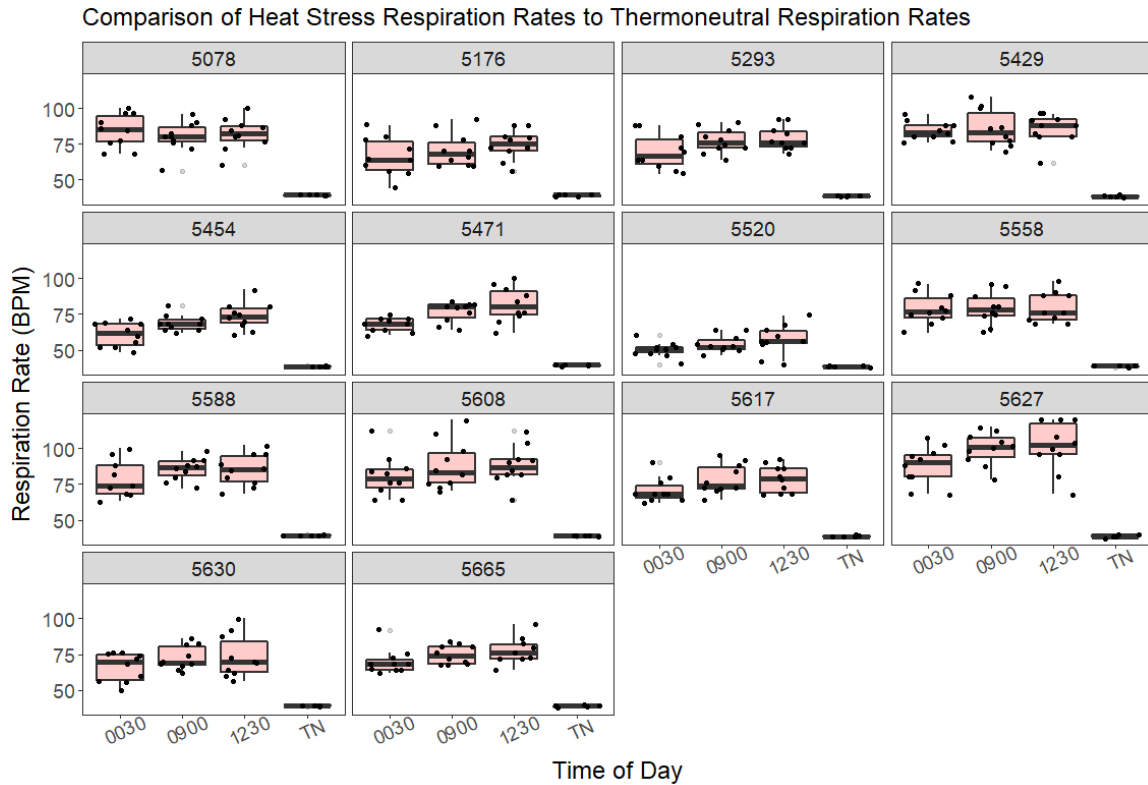 Comparison of Heat Stress Respiration Rates to Thermoneutral Respiration Rates
5078 5176 5293 5429
100
75
50
5454 5471 5520 5558
100
75
50
5588 5608 5617 5627
100
75
50
0030 0900 1230 TN 0030 0900 1230 TN
5630 5665
100
75
50
0030 0900 1230 TN 0030 0900 1230 TN
Respiration Rate (BPM)
Time of Day